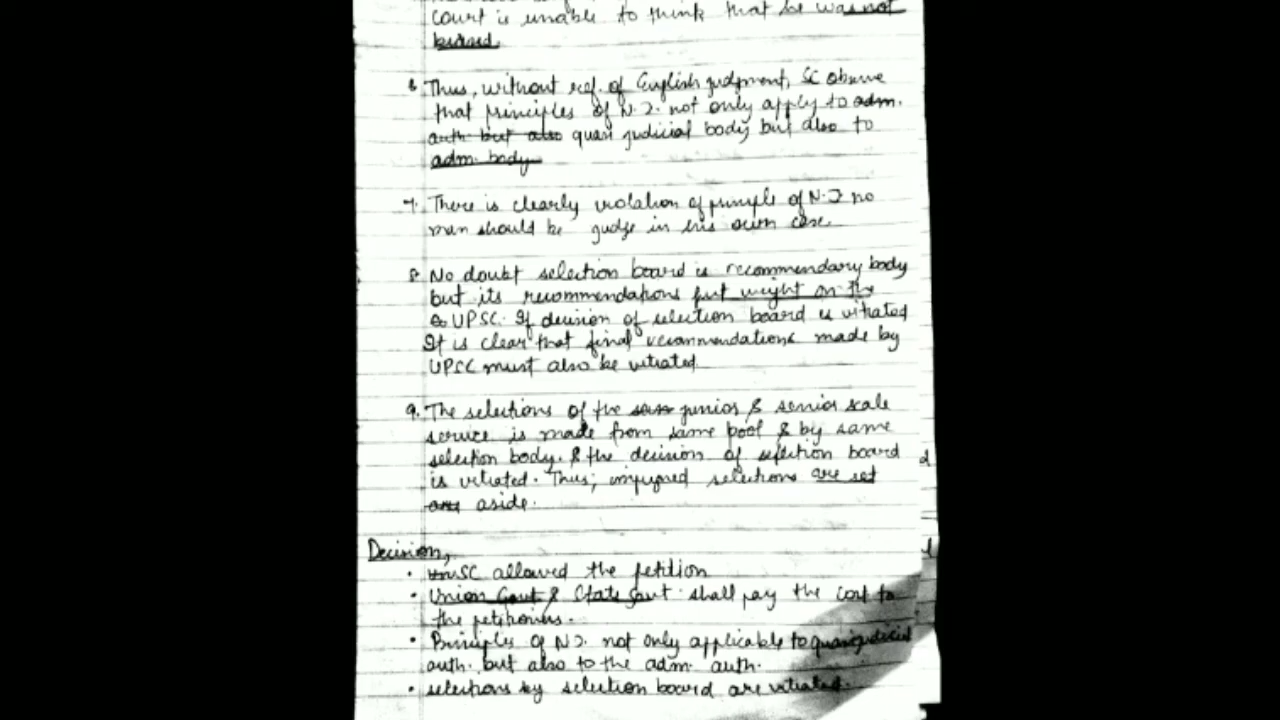 court is unable to think that he was not
biased.
6 Thus, without ref. of English judgment, SC observe
that principles of N.J. not only apply to adm.
auth but also quasi judicial body but also to
adm. body
7. There is clearly violation of principle of N.J no
man should be judge in his own case
8. No doubt selection board is recommendary body
but its recommendations put weight on the
UPSC. If decision of selection board is vitiated
It is clear that final recommendations made by
UPSC must also be vitiated.
9. The selections of the junior & senior scale
service is made from same pool & by same
selection body. & the decision of selection board
is vitiated. Thus; impugned selections are set
are aside.
Decision,
• SC allowed the petition
• Union Govt & State Govt shall pay the cost to
the petitioners.
• Principles of NJ. not only applicable to quasi judicial
auth. but also to the adm. auth.
• selections by selection board are vitiated.